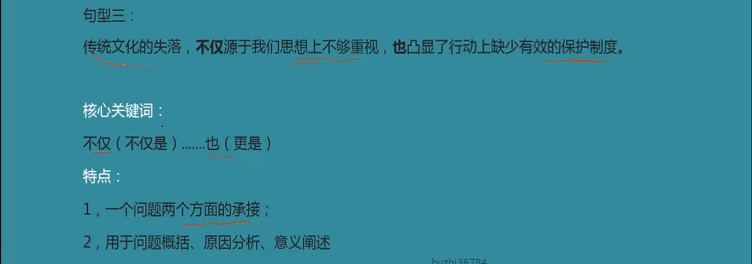 句型三：
传统文化的失落，不仅源于我们思想上不够重视，也凸显了行动上缺少有效的保护制度。
核心关键词：
不仅（不仅是）......也（更是）
特点：
1，一个问题两个方面的承接；
2，用于问题概括、原因分析、意义阐述